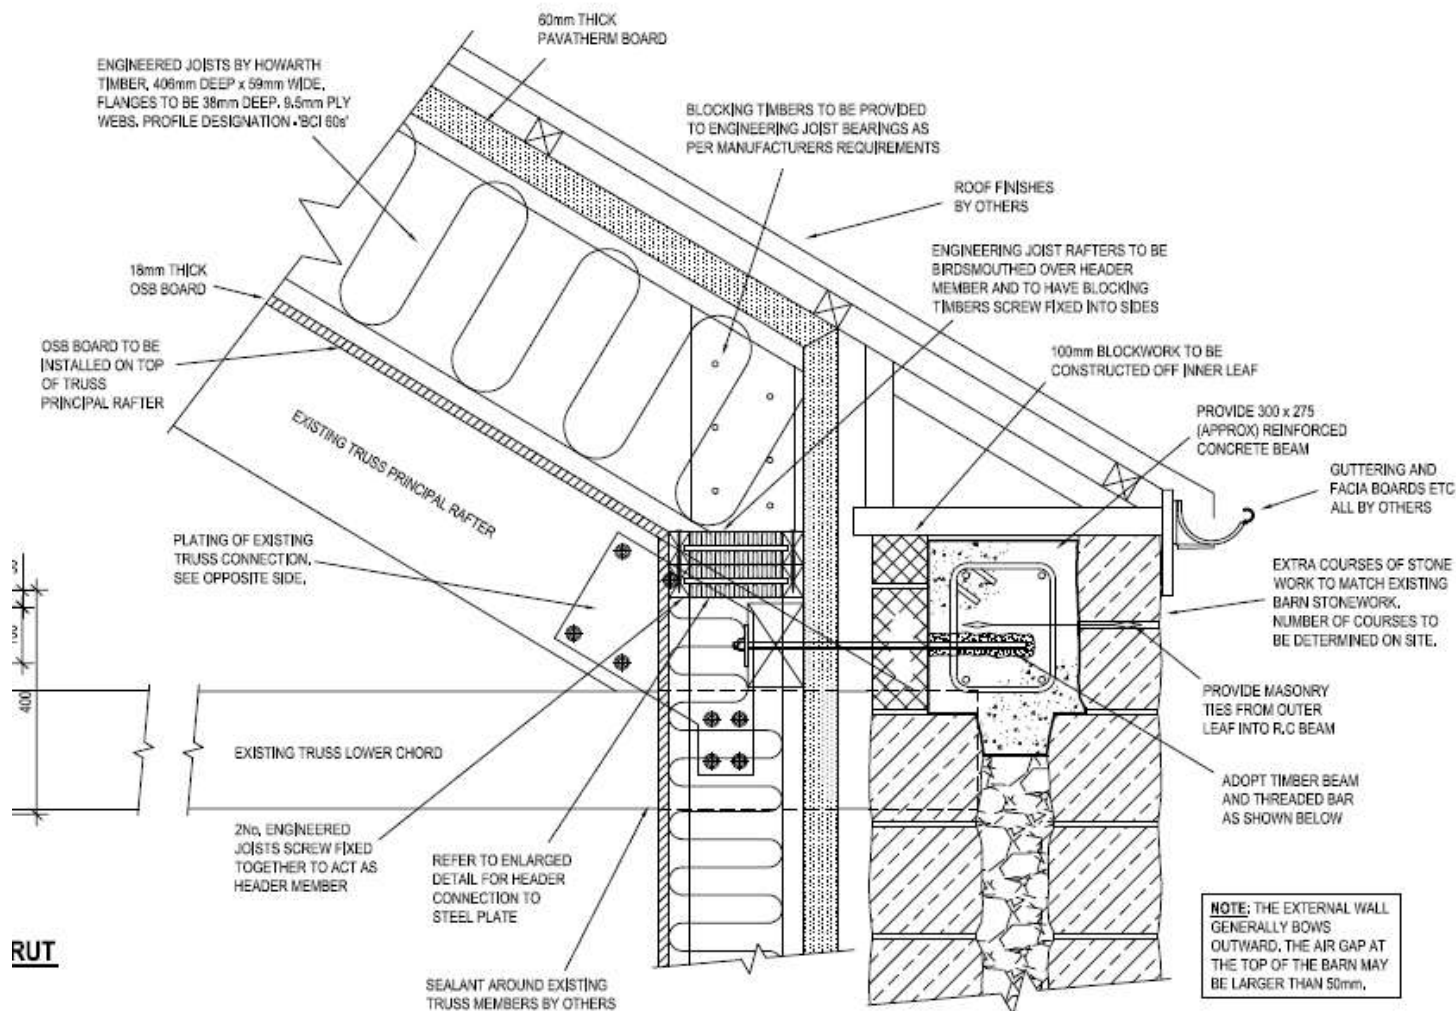 60mm THICK
PAVATHERM BOARD
ENGINEERED JOISTS BY HOWARTH
TIMBER, 406mm DEEP x 59mm WIDE,
FLANGES TO BE 38mm DEEP. 9.5mm PLY
WEBS. PROFILE DESIGNATION -'BCI 60s'
BLOCKING TIMBERS TO BE PROVIDED
TO ENGINEERING JOIST BEARINGS AS
PER MANUFACTURERS REQUIREMENTS
ROOF FINISHES
BY OTHERS
ENGINEERING JOIST RAFTERS TO BE
BIRDSMOUTHED OVER HEADER
MEMBER AND TO HAVE BLOCKING
TIMBERS SCREW FIXED INTO SIDES
18mm THICK
OSB BOARD
OSB BOARD TO BE
INSTALLED ON TOP
OF TRUSS
PRINCIPAL RAFTER
100mm BLOCKWORK TO BE
CONSTRUCTED OFF INNER LEAF
PROVIDE 300 x 275
(APPROX) REINFORCED
CONCRETE BEAM
EXISTING TRUSS PRINCIPAL RAFTER
GUTTERING AND
FACIA BOARDS ETC
ALL BY OTHERS
PLATING OF EXISTING
TRUSS CONNECTION.
SEE OPPOSITE SIDE.
EXTRA COURSES OF STONE
WORK TO MATCH EXISTING
BARN STONEWORK.
NUMBER OF COURSES TO
BE DETERMINED ON SITE.
400
PROVIDE MASONRY
TIES FROM OUTER
LEAF INTO R.C BEAM
EXISTING TRUSS LOWER CHORD
ADOPT TIMBER BEAM
AND THREADED BAR
AS SHOWN BELOW
2No. ENGINEERED
JOISTS SCREW FIXED
TOGETHER TO ACT AS
HEADER MEMBER
REFER TO ENLARGED
DETAIL FOR HEADER
CONNECTION TO
STEEL PLATE
NOTE: THE EXTERNAL WALL
GENERALLY BOWS
OUTWARD. THE AIR GAP AT
THE TOP OF THE BARN MAY
BE LARGER THAN 50mm.
RUT
SEALANT AROUND EXISTING
TRUSS MEMBERS BY OTHERS